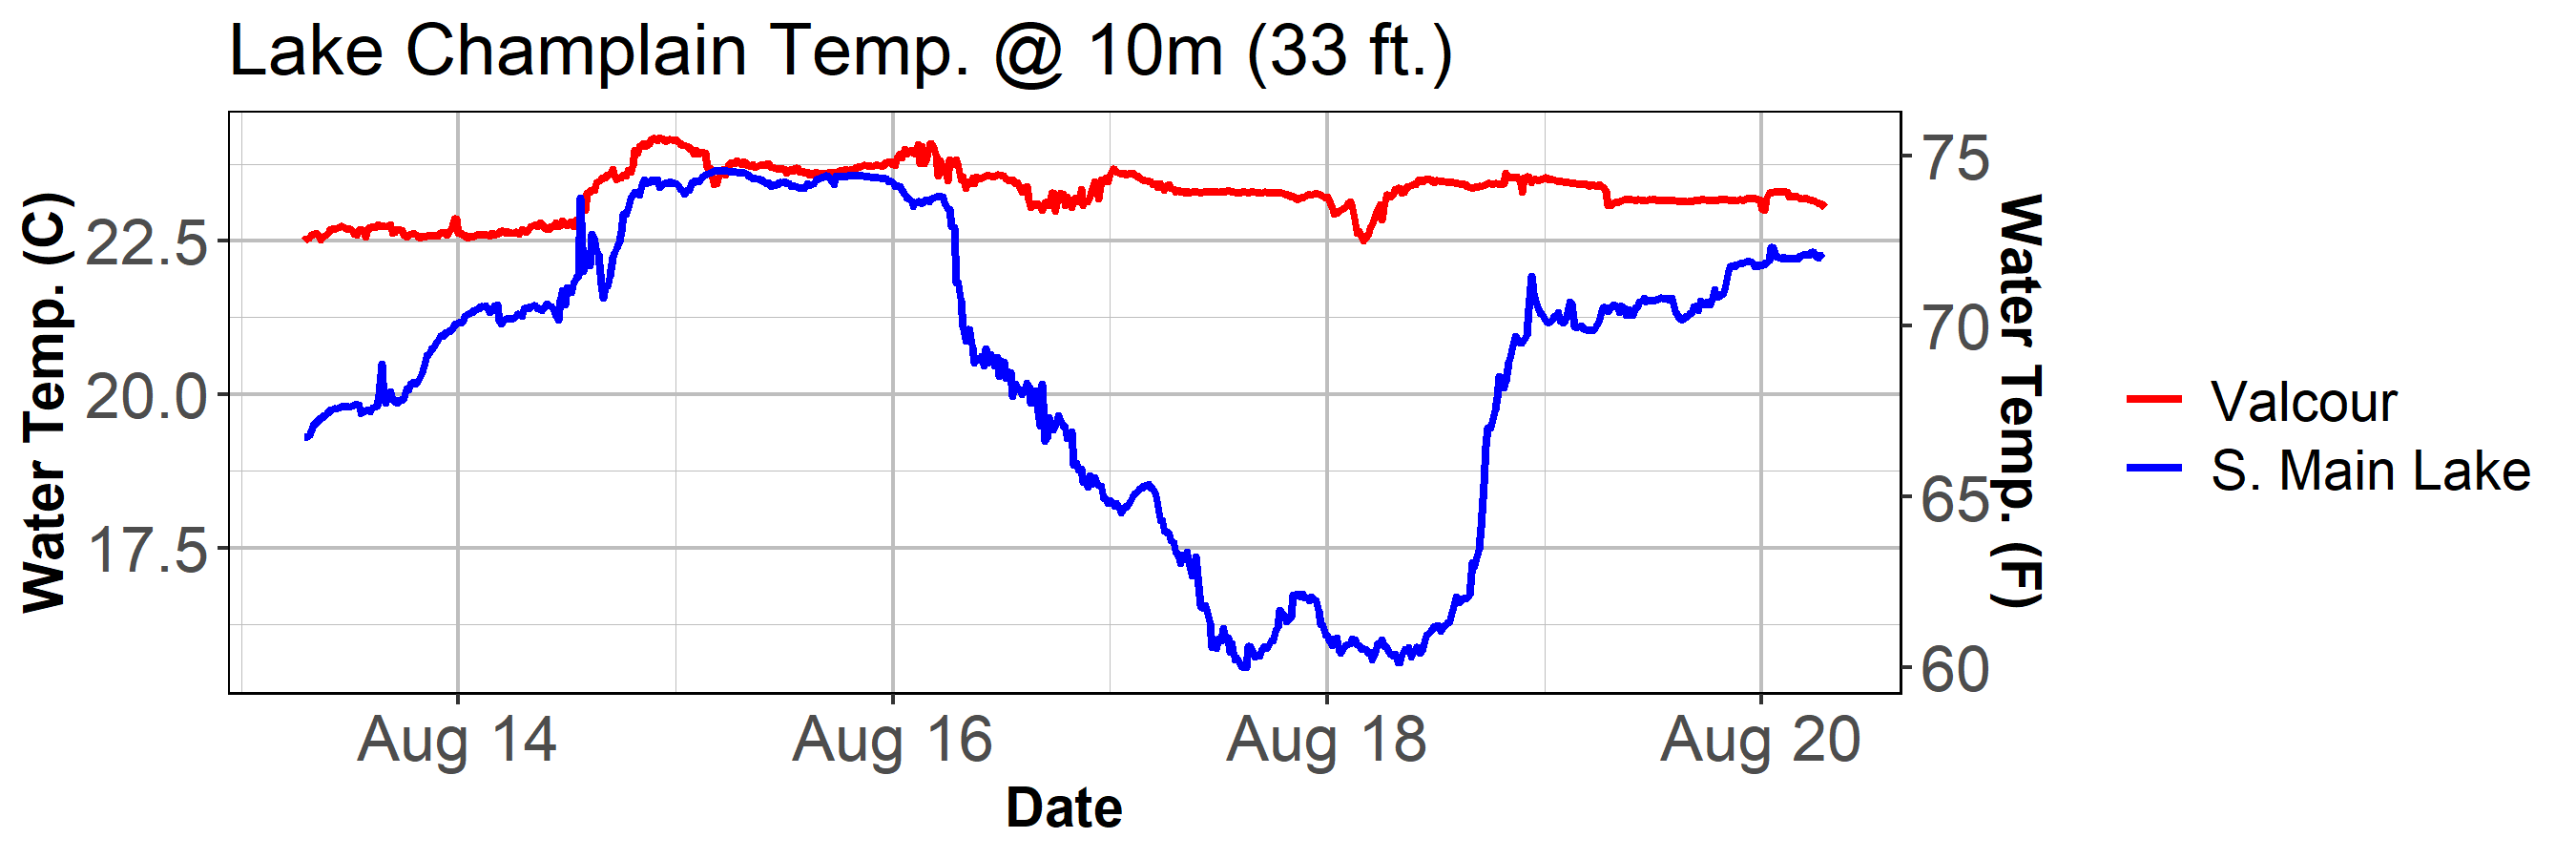 Lake Champlain Temp. @ 10m (33 ft.)
Water Temp. (C)
22.5
20.0
17.5
75
70
65
60
Water Temp. (F)
Aug 14
Aug 16
Aug 18
Aug 20
Date
Valcour
S. Main Lake